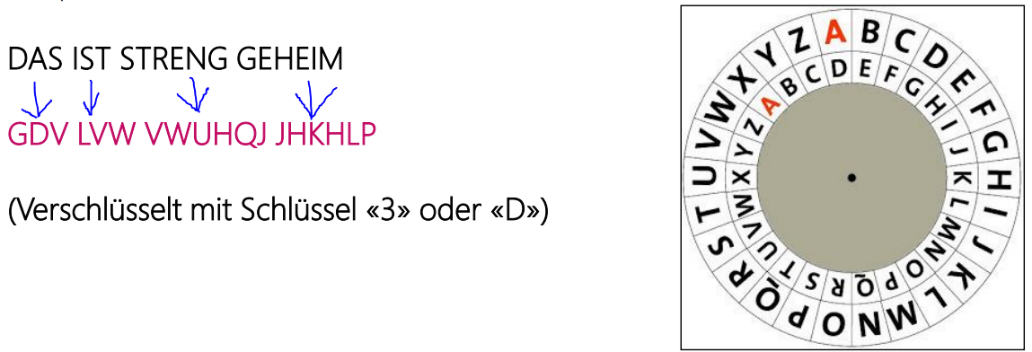 DAS IST STRENG GEHEIM
GDV LVW VWUHQJ JHKHLP
(Verschlüsselt mit Schlüssel «3» oder «D»)
A B C D E F G H I J K L M N O P Q R S T U V W X Y Z
A B C D E F G H I J K L M N O P Q R S T U V W X Y Z